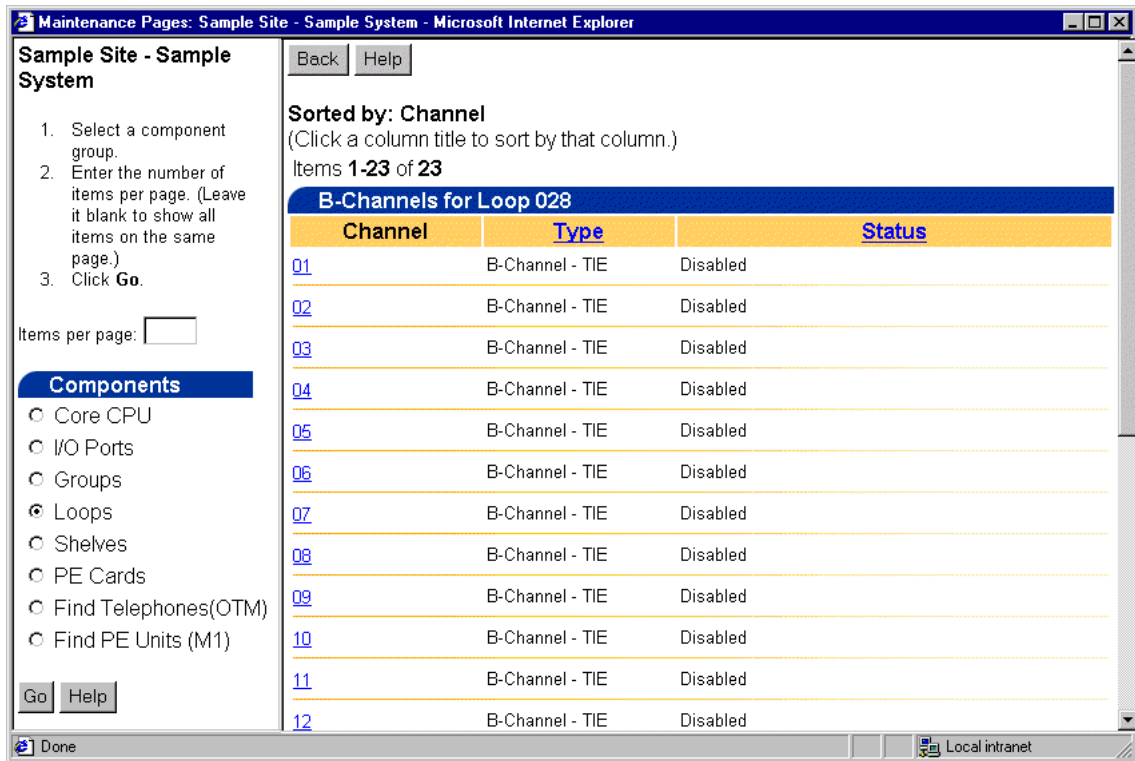 Maintenance Pages: Sample Site - Sample System - Microsoft Internet Explorer
Sample Site - Sample
System
1. Select a component
group.
2. Enter the number of
items per page. (Leave
it blank to show all
items on the same
page.)
3. Click Go.
Items per page:
Components
Core CPU
I/O Ports
Groups
Loops
Shelves
PE Cards
Find Telephones(OTM)
Find PE Units (M1)
Go Help
Back Help
Sorted by: Channel
(Click a column title to sort by that column.)
Items 1-23 of 23
B-Channels for Loop 028
Channel Type Status
01 B-Channel - TIE Disabled
02 B-Channel - TIE Disabled
03 B-Channel - TIE Disabled
04 B-Channel - TIE Disabled
05 B-Channel - TIE Disabled
06 B-Channel - TIE Disabled
07 B-Channel - TIE Disabled
08 B-Channel - TIE Disabled
09 B-Channel - TIE Disabled
10 B-Channel - TIE Disabled
11 B-Channel - TIE Disabled
12 B-Channel - TIE Disabled
Done Local intranet